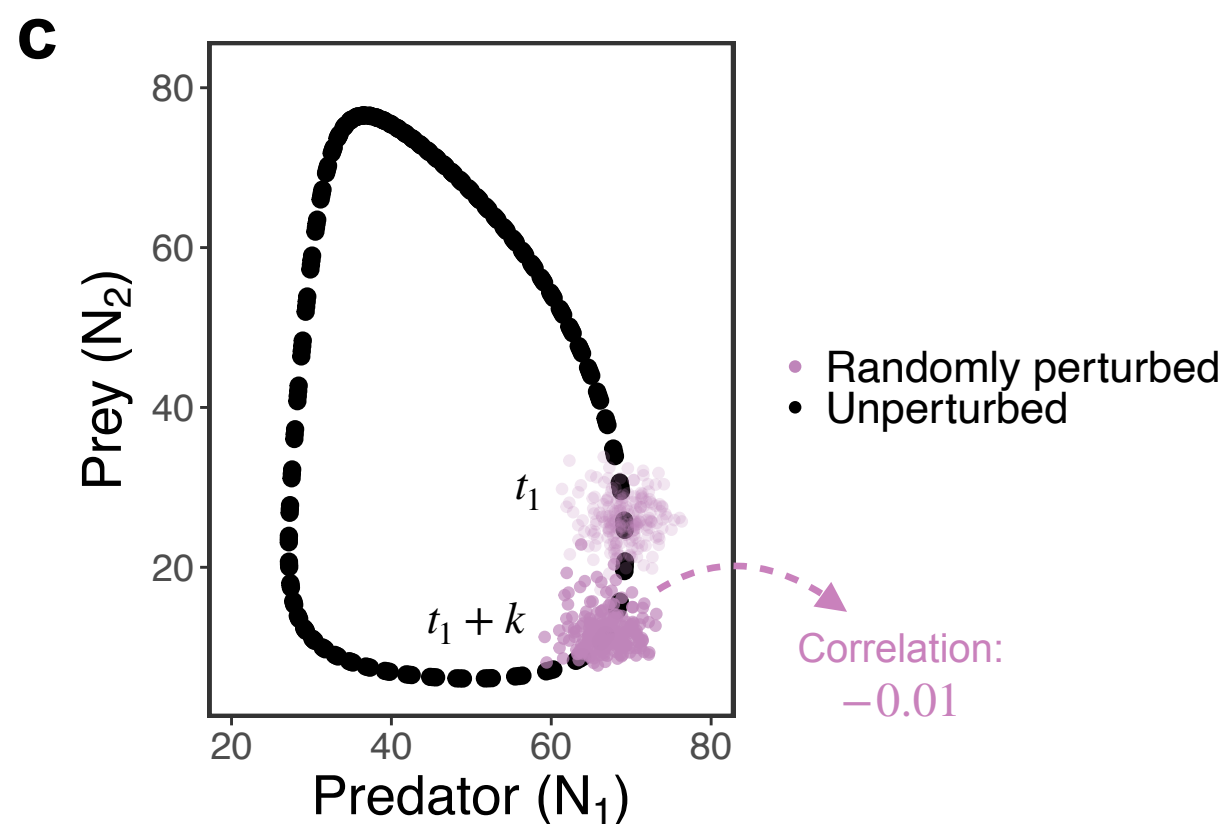 c
80
60
40
20
Prey (N₂)
t₁
t₁ + k
20 40 60 80
Predator (N₁)
Randomly perturbed
Unperturbed
Correlation:
−0.01